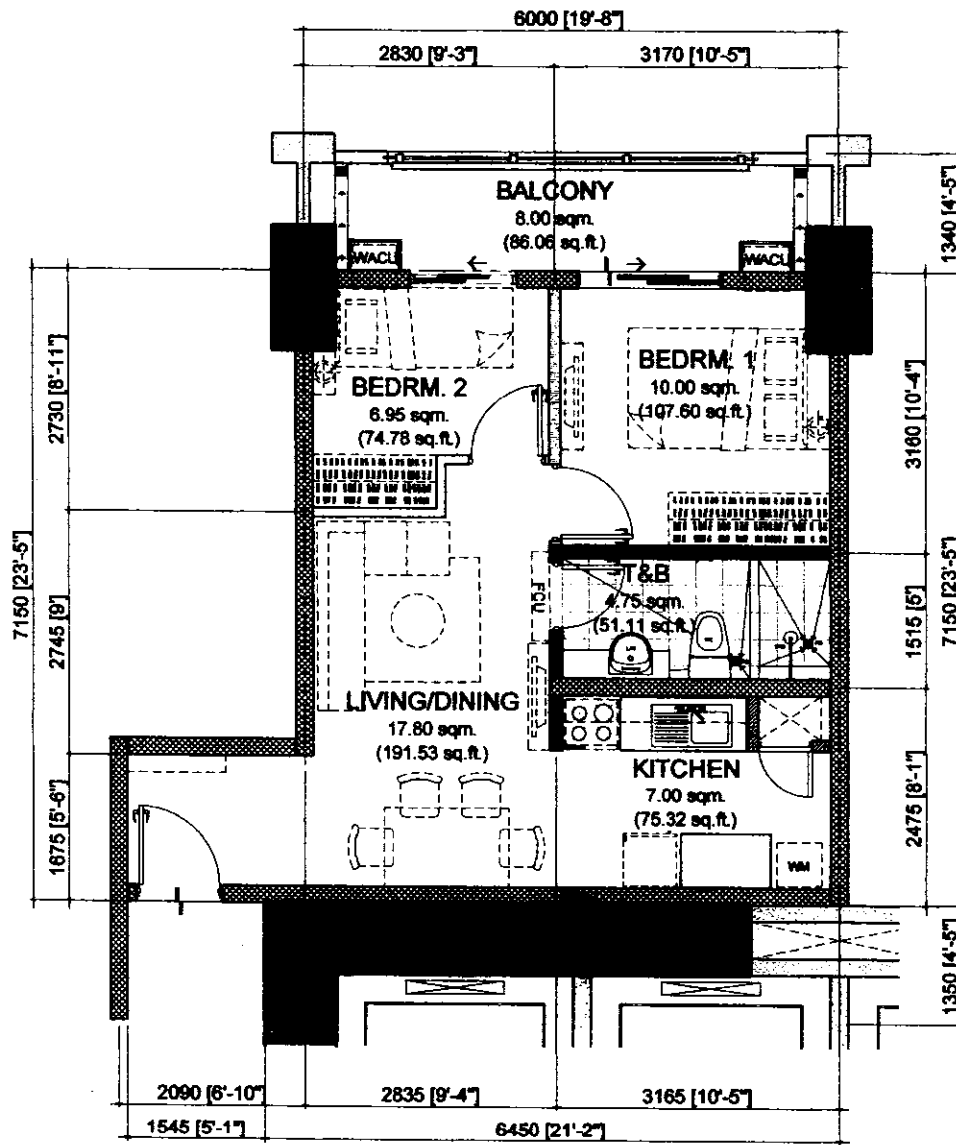 6000 [19'-8"]
2830 [9'-3"]
3170 [10'-5"]
BALCONY
8.00 sqm.
(86.06 sq.ft.)
1340 [4'-5"]
WACU
WACU
BEDRM. 2
6.95 sqm.
(74.78 sq.ft.)
BEDRM. 1
10.00 sqm.
(107.60 sq.ft.)
2730 [8'-11"]
3160 [10'-4"]
7150 [23'-5"]
2745 [9']
FCU
T&B
4.75 sqm.
(51.11 sq.ft.)
1515 [5']
7150 [23'-5"]
LIVING/DINING
17.80 sqm.
(191.53 sq.ft.)
KITCHEN
7.00 sqm.
(75.32 sq.ft.)
WM
1675 [5'-6"]
2475 [8'-1"]
1350 [4'-5"]
2090 [6'-10"]
2835 [9'-4"]
3165 [10'-5"]
1545 [5'-1"]
6450 [21'-2"]